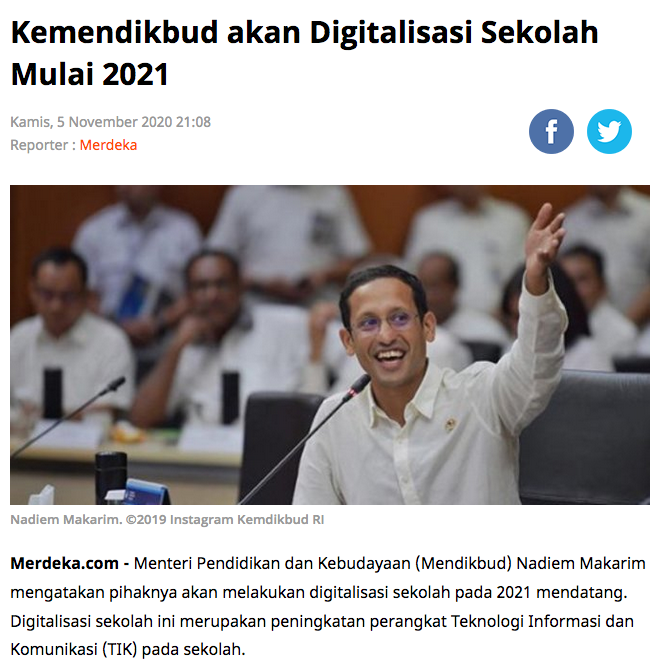 Kemendikbud akan Digitalisasi Sekolah
Mulai 2021
Kamis, 5 November 2020 21:08
Reporter : Merdeka
Nadiem Makarim. ©2019 Instagram Kemdikbud RI
Merdeka.com - Menteri Pendidikan dan Kebudayaan (Mendikbud) Nadiem Makarim
mengatakan pihaknya akan melakukan digitalisasi sekolah pada 2021 mendatang.
Digitalisasi sekolah ini merupakan peningkatan perangkat Teknologi Informasi dan
Komunikasi (TIK) pada sekolah.